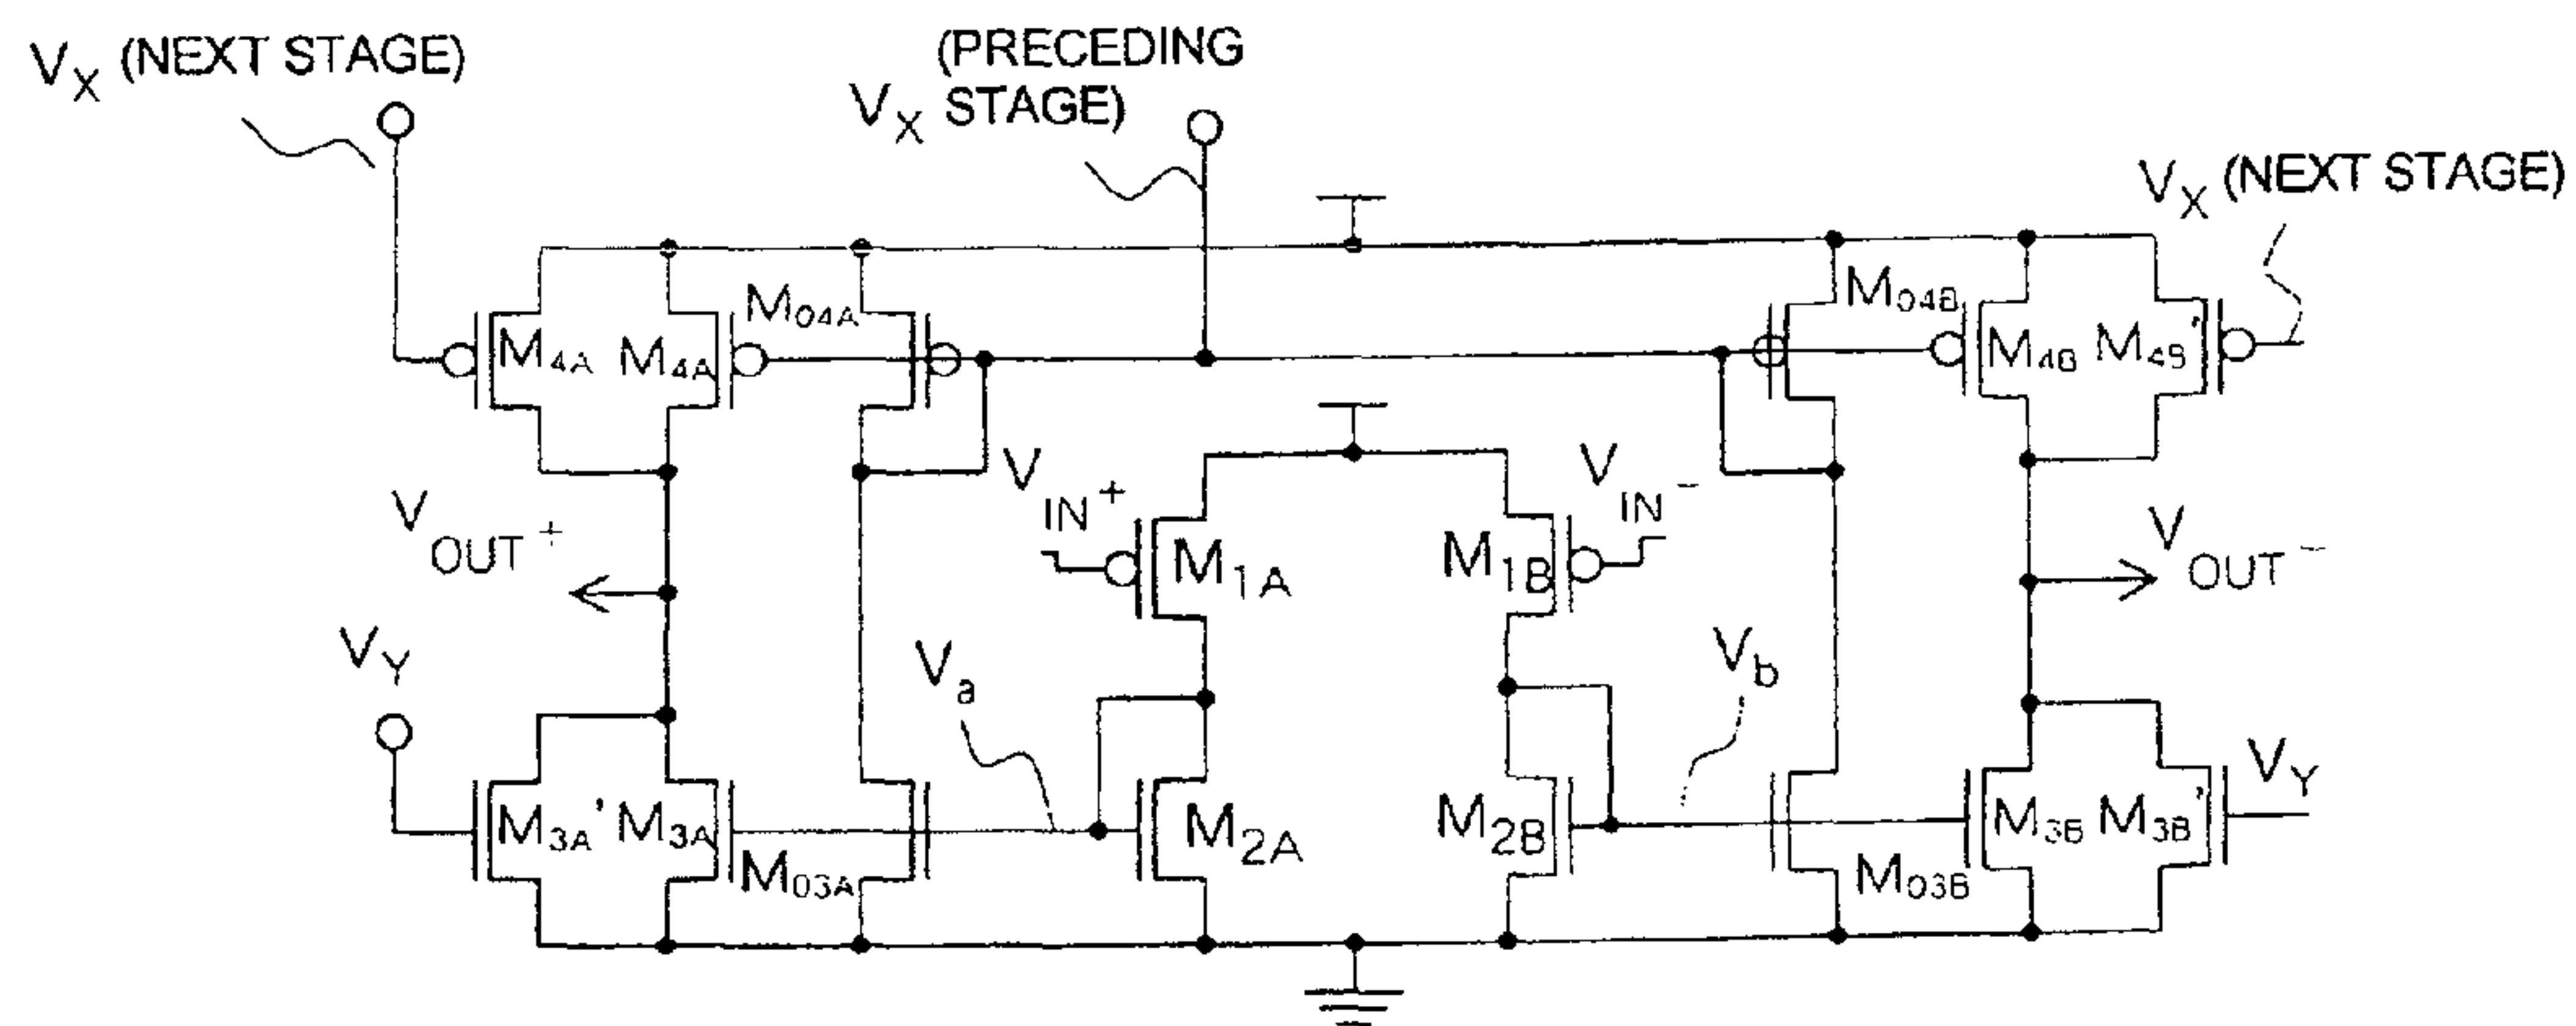 VX (NEXT STAGE)
(PRECEDING
VX STAGE)
VX (NEXT STAGE)
M4A
M4A
M04A
M04B
M4B
M4B'
VIN+
VIN-
M1A
M1B
VOUT+
VOUT-
VY
Va
Vb
VY
M3A'
M3A
M03A
M2A
M2B
M03B
M3B
M3B'